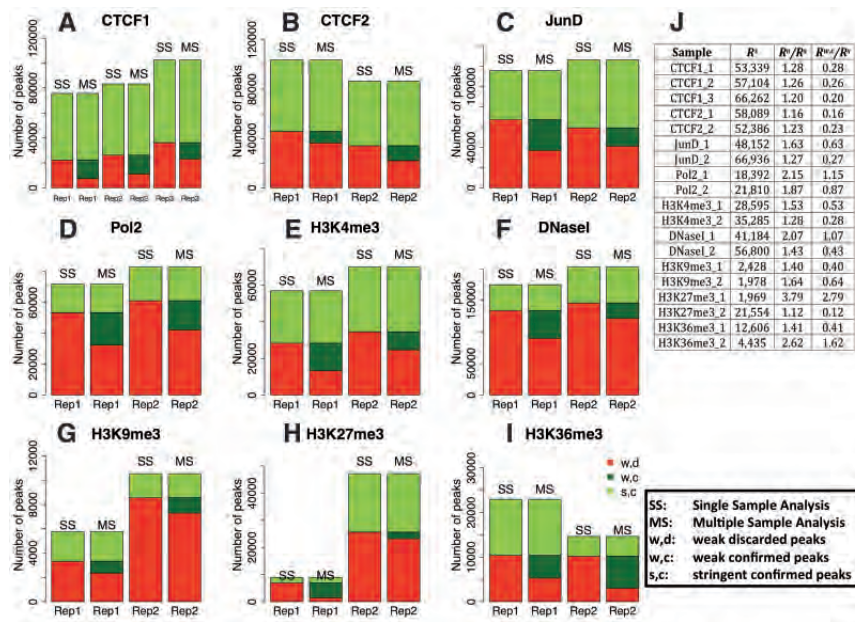 A CTCF1
Number of peaks
0 40000 80000 120000
SS MS SS MS SS MS
Rep1 Rep1 Rep2 Rep2 Rep3 Rep3
B CTCF2
Number of peaks
0 40000 80000 120000
SS MS SS MS
Rep1 Rep1 Rep2 Rep2
C JunD
Number of peaks
0 40000 100000
SS MS SS MS
Rep1 Rep1 Rep2 Rep2
D Pol2
Number of peaks
0 20000 60000
SS MS SS MS
Rep1 Rep1 Rep2 Rep2
E H3K4me3
Number of peaks
0 20000 60000
SS MS SS MS
Rep1 Rep1 Rep2 Rep2
F DNaseI
Number of peaks
0 50000 150000
SS MS SS MS
Rep1 Rep1 Rep2 Rep2
G H3K9me3
Number of peaks
0 4000 8000 12000
SS MS SS MS
Rep1 Rep1 Rep2 Rep2
H H3K27me3
Number of peaks
0 20000
SS MS SS MS
Rep1 Rep1 Rep2 Rep2
I H3K36me3
Number of peaks
0 10000 20000 30000
SS MS SS MS
Rep1 Rep1 Rep2 Rep2
w,d
w,c
s,c
J
Sample
CTCF1_1 53,339 1.28 0.28
CTCF1_2 57,104 1.26 0.26
CTCF1_3 66,262 1.20 0.20
CTCF2_1 58,089 1.16 0.16
CTCF2_2 52,386 1.23 0.23
JunD_1 48,152 1.63 0.63
JunD_2 66,936 1.27 0.27
Pol2_1 18,392 2.15 1.15
Pol2_2 21,810 1.87 0.87
H3K4me3_1 28,595 1.53 0.53
H3K4me3_2 35,285 1.28 0.28
DNaseI_1 41,184 2.07 1.07
DNaseI_2 56,800 1.43 0.43
H3K9me3_1 2,428 1.40 0.40
H3K9me3_2 1,978 1.64 0.64
H3K27me3_1 1,969 3.79 2.79
H3K27me3_2 21,554 1.12 0.12
H3K36me3_1 12,606 1.41 0.41
H3K36me3_2 4,435 2.62 1.62
SS: Single Sample Analysis
MS: Multiple Sample Analysis
w,d: weak discarded peaks
w,c: weak confirmed peaks
s,c: stringent confirmed peaks